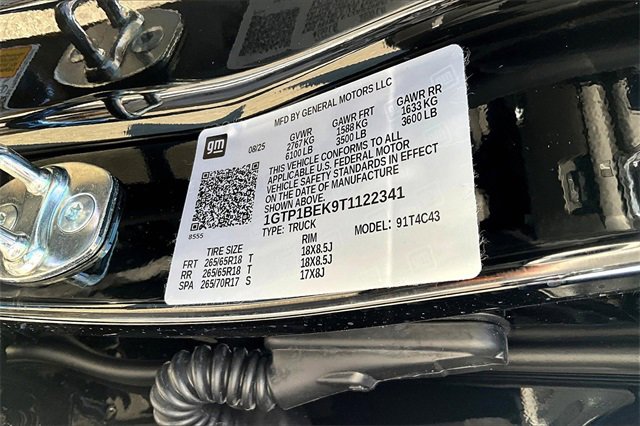 MFD BY GENERAL MOTORS LLC
gm 08/25 GVWR GAWR FRT GAWR RR
2767 KG 1588 KG 1633 KG
6100 LB 3500 LB 3600 LB
THIS VEHICLE CONFORMS TO ALL
APPLICABLE U.S. FEDERAL MOTOR
VEHICLE SAFETY STANDARDS IN EFFECT
ON THE DATE OF MANUFACTURE
SHOWN ABOVE.
1GTP1BEK9T1122341
8555 TYPE: TRUCK MODEL: 91T4C43
TIRE SIZE RIM
FRT 265/65R18 T 18X8.5J
RR 265/65R18 T 18X8.5J
SPA 265/70R17 S 17X8J